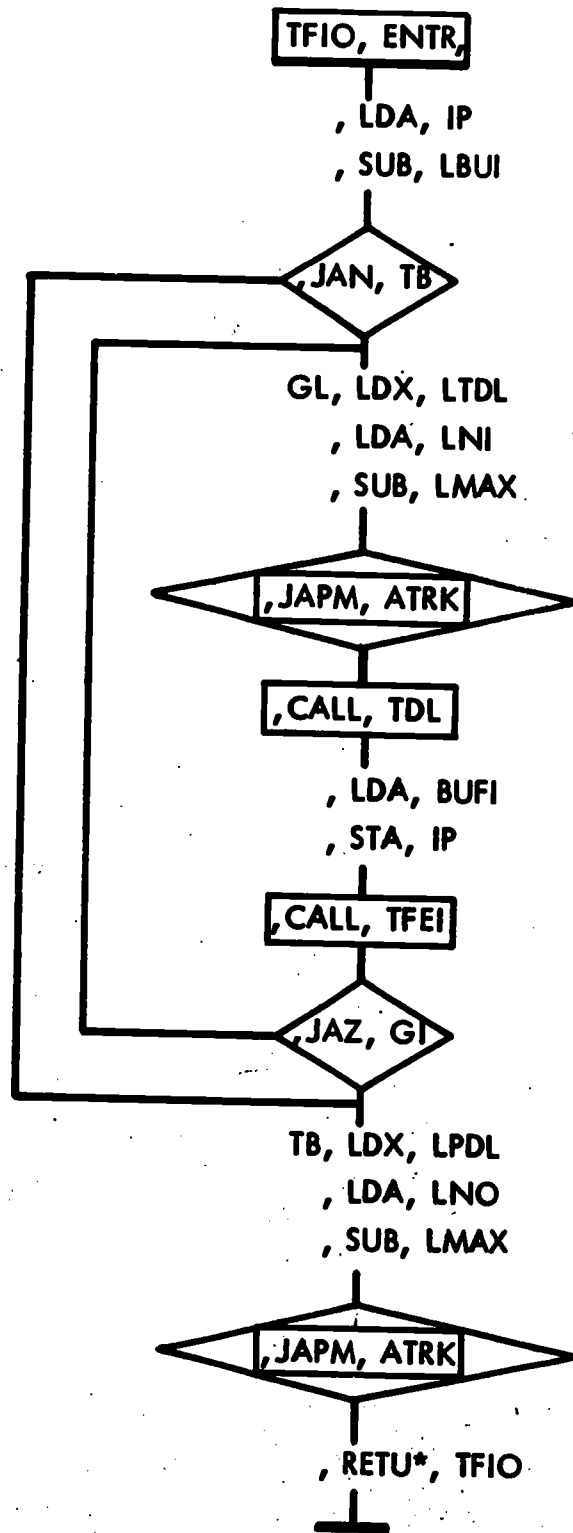 TFIO, ENTR,
, LDA, IP
, SUB, LBUI
, JAN, TB
GL, LDX, LTDL
, LDA, LNI
, SUB, LMAX
, JAPM, ATRK
, CALL, TDL
, LDA, BUFI
, STA, IP
, CALL, TFEI
, JAZ, GI
TB, LDX, LPDL
, LDA, LNO
, SUB, LMAX
, JAPM, ATRK
, RETU*, TFIO